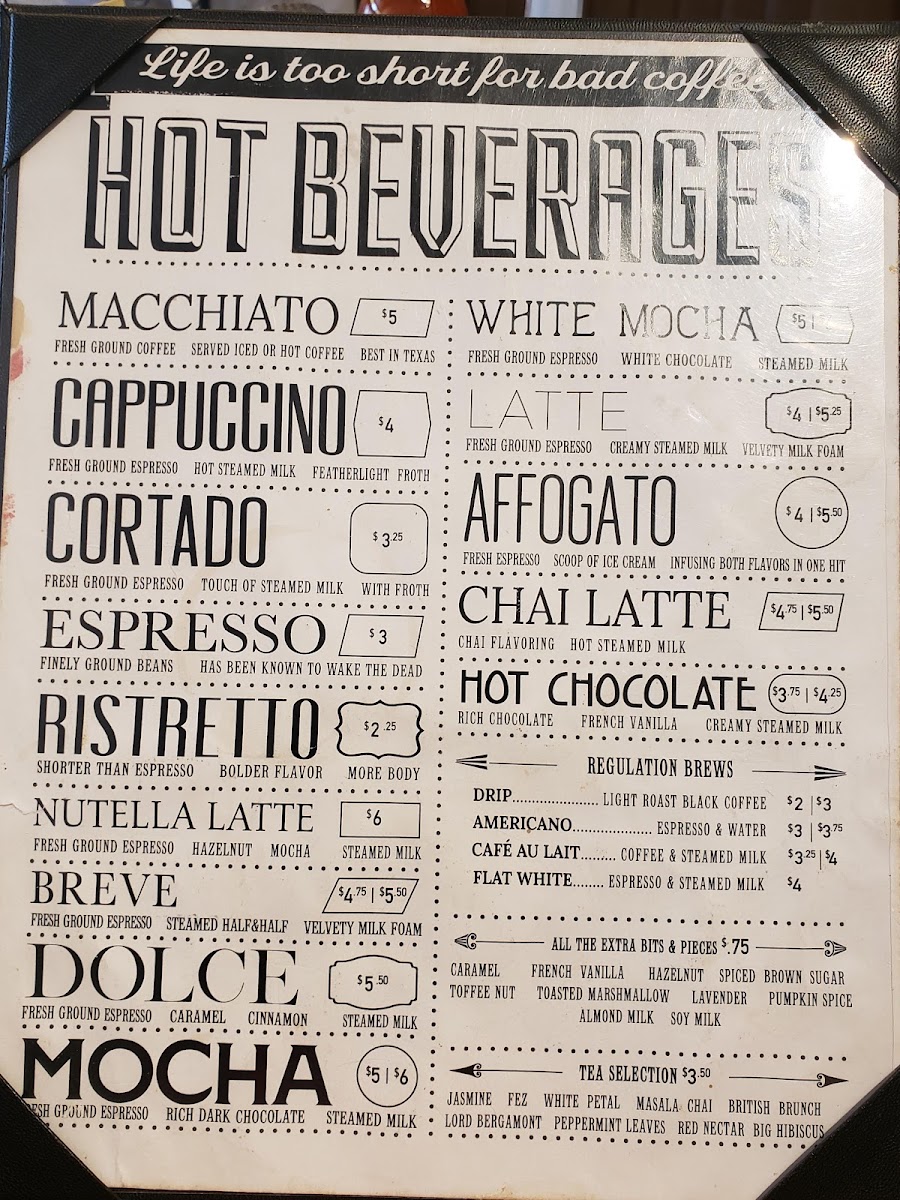 Life is too short for bad coffee
HOT BEVERAGES
MACCHIATO $5
FRESH GROUND COFFEE SERVED ICED OR HOT COFFEE BEST IN TEXAS
CAPPUCCINO $4
FRESH GROUND ESPRESSO HOT STEAMED MILK FEATHERLIGHT FROTH
CORTADO $3.25
FRESH GROUND ESPRESSO TOUCH OF STEAMED MILK WITH FROTH
ESPRESSO $3
FINELY GROUND BEANS HAS BEEN KNOWN TO WAKE THE DEAD
RISTRETTO $2.25
SHORTER THAN ESPRESSO BOLDER FLAVOR MORE BODY
NUTELLA LATTE $6
FRESH GROUND ESPRESSO HAZELNUT MOCHA STEAMED MILK
BREVE $4.75 | $5.50
FRESH GROUND ESPRESSO STEAMED HALF&HALF VELVETY MILK FOAM
DOLCE $5.50
FRESH GROUND ESPRESSO CARAMEL CINNAMON STEAMED MILK
MOCHA $5 | $6
ESH GROUND ESPRESSO RICH DARK CHOCOLATE STEAMED MILK
WHITE MOCHA $5 |
FRESH GROUND ESPRESSO WHITE CHOCOLATE STEAMED MILK
LATTE $4 | $5.25
FRESH GROUND ESPRESSO CREAMY STEAMED MILK VELVETY MILK FOAM
AFFOGATO $4 | $5.50
FRESH ESPRESSO SCOOP OF ICE CREAM INFUSING BOTH FLAVORS IN ONE HIT
CHAI LATTE $4.75 | $5.50
CHAI FLAVORING HOT STEAMED MILK
HOT CHOCOLATE $3.75 | $4.25
RICH CHOCOLATE FRENCH VANILLA CREAMY STEAMED MILK
REGULATION BREWS
DRIP...................... LIGHT ROAST BLACK COFFEE $2 | $3
AMERICANO.................... ESPRESSO & WATER $3 | $3.75
CAFÉ AU LAIT......... COFFEE & STEAMED MILK $3.25 | $4
FLAT WHITE........ ESPRESSO & STEAMED MILK $4
ALL THE EXTRA BITS & PIECES $.75
CARAMEL FRENCH VANILLA HAZELNUT SPICED BROWN SUGAR
TOFFEE NUT TOASTED MARSHMALLOW LAVENDER PUMPKIN SPICE
ALMOND MILK SOY MILK
TEA SELECTION $3.50
JASMINE FEZ WHITE PETAL MASALA CHAI BRITISH BRUNCH
LORD BERGAMONT PEPPERMINT LEAVES RED NECTAR BIG HIBISCUS